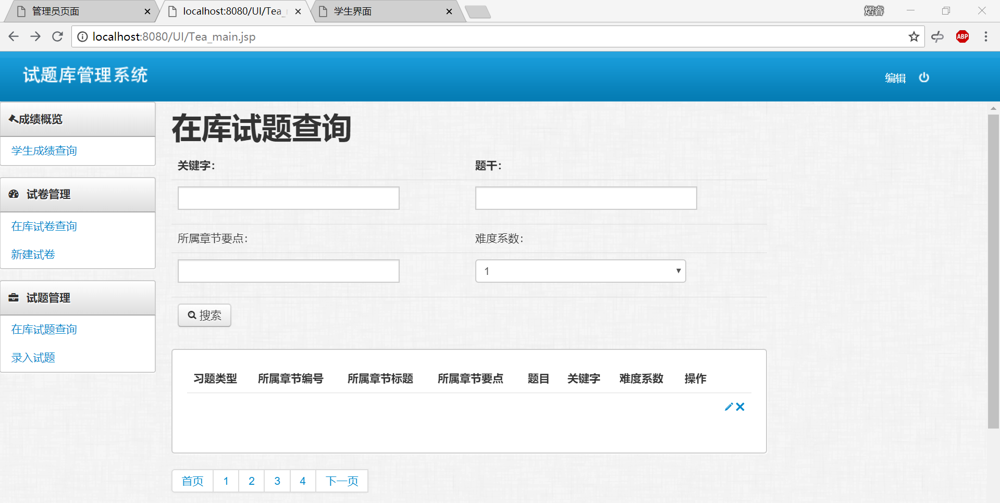 管理员页面
localhost:8080/UI/Tea_
学生界面
熠睿
localhost:8080/UI/Tea_main.jsp
ABP
试题库管理系统
编辑
成绩概览
学生成绩查询
试卷管理
在库试卷查询
新建试卷
试题管理
在库试题查询
录入试题
在库试题查询
关键字： 题干：
所属章节要点： 难度系数：
1
搜索
习题类型 所属章节编号 所属章节标题 所属章节要点 题目 关键字 难度系数 操作
首页 1 2 3 4 下一页